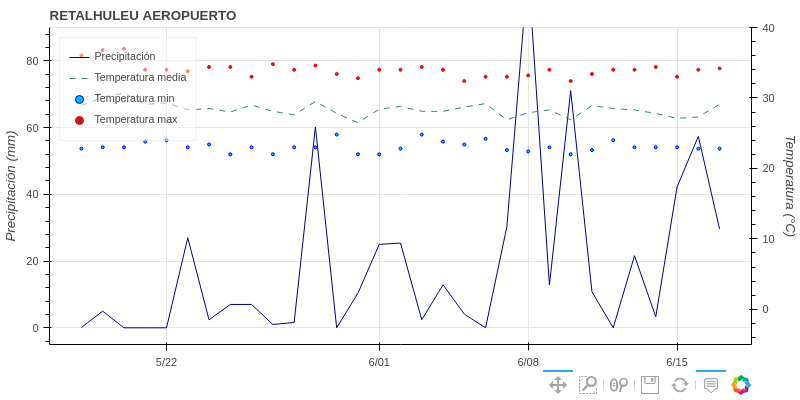 RETALHULEU AEROPUERTO
Precipitación
Temperatura media
Temperatura min
Temperatura max
Precipitación (mm)
80
60
40
20
0
Temperatura (°C)
40
30
20
10
0
5/22
6/01
6/08
6/15